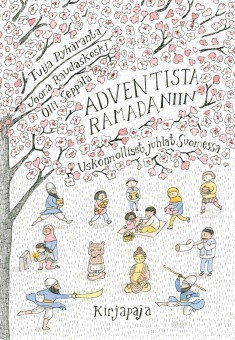 Tuija Pyhäranta
Joona Raudaskoski
Olli Seppälä
ADVENTISTA
RAMADANIIN
Uskonnolliset juhlat Suomessa
Kirjapaja